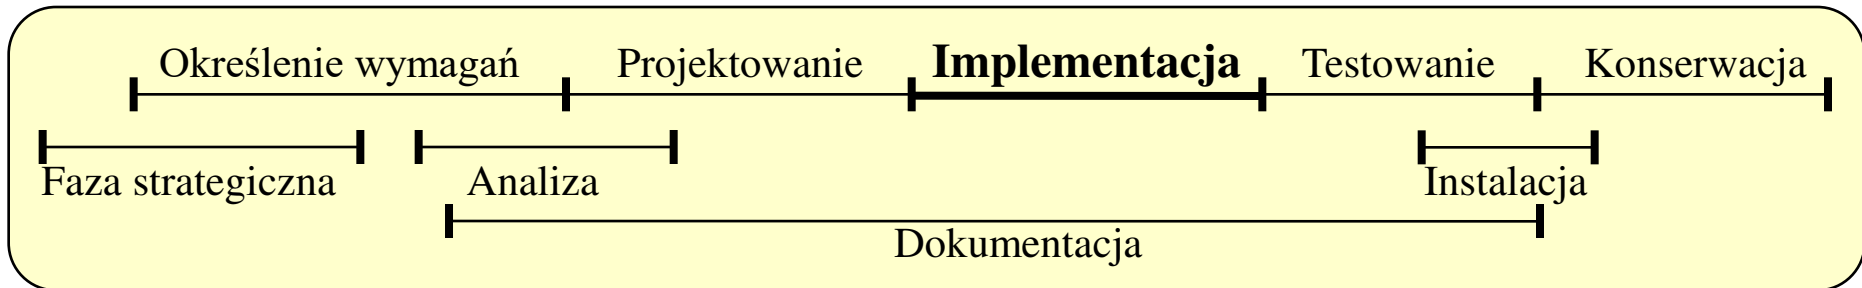 Określenie wymagań Projektowanie Implementacja Testowanie Konserwacja
Faza strategiczna Analiza Instalacja
Dokumentacja